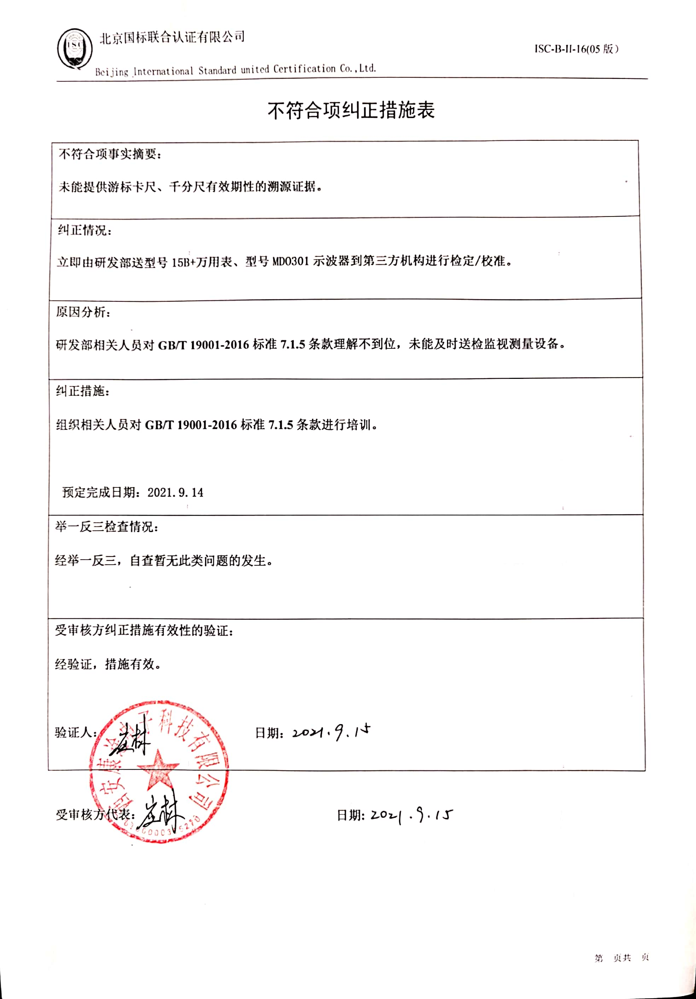 ISC
北京国标联合认证有限公司
ISC-B-II-16(05 版)
Beijing International Standard united Certification Co.,Ltd.
不符合项纠正措施表
不符合项事实摘要：
未能提供游标卡尺、千分尺有效期性的溯源证据。
纠正情况：
立即由研发部送型号 15B+万用表、型号 MDO301 示波器到第三方机构进行检定/校准。
原因分析：
研发部相关人员对 GB/T 19001-2016 标准 7.1.5 条款理解不到位，未能及时送检监视测量设备。
纠正措施：
组织相关人员对 GB/T 19001-2016 标准 7.1.5 条款进行培训。
预定完成日期：2021.9.14
举一反三检查情况：
经举一反三，自查暂无此类问题的发生。
受审核方纠正措施有效性的验证：
经验证，措施有效。
验证人：
日期：2021.9.15
电子科技有限公司
受审核方代表：
日期：2021.9.15
第 页共 页